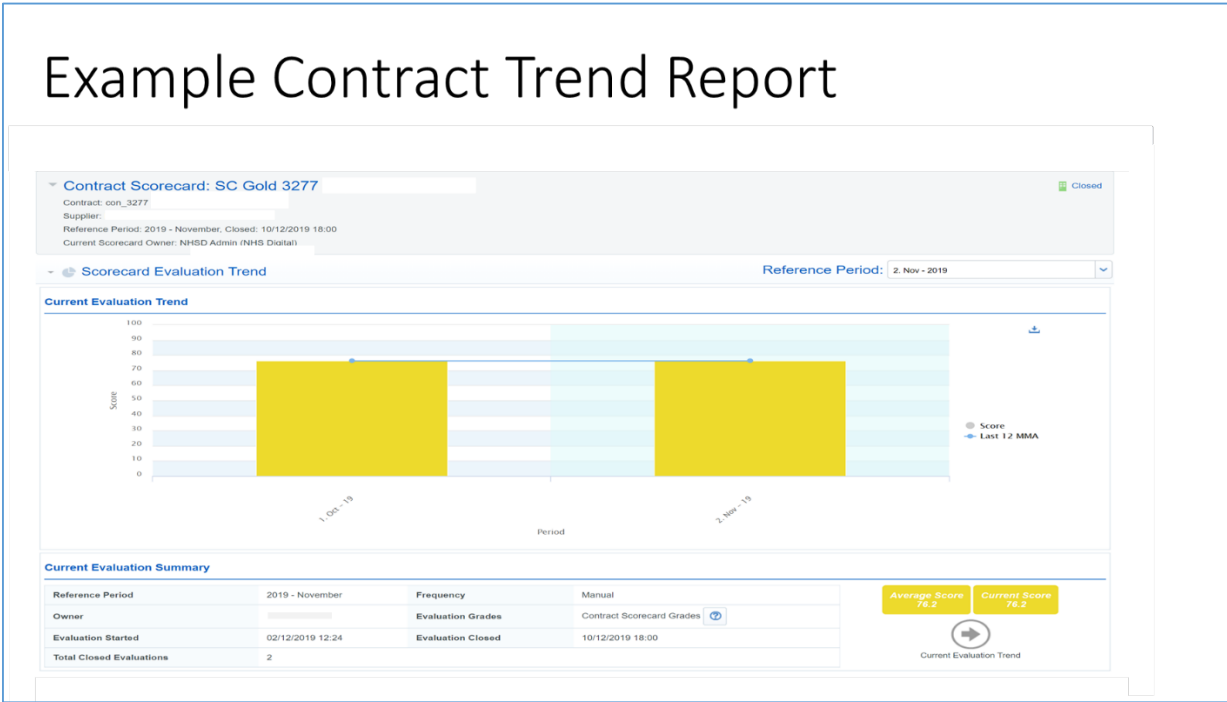 Example Contract Trend Report
Contract Scorecard: SC Gold 3277
Closed
Contract: con_3277
Supplier:
Reference Period: 2019 - November, Closed: 10/12/2019 18:00
Current Scorecard Owner: NHSD Admin (NHS Digital)
Scorecard Evaluation Trend
Reference Period: 2. Nov - 2019
Current Evaluation Trend
100
90
80
70
60
50
40
30
20
10
0
Score
1. Oct - 19
2. Nov - 19
Period
Score
Last 12 MMA
Current Evaluation Summary
Reference Period 2019 - November Frequency Manual
Owner Evaluation Grades Contract Scorecard Grades ?
Evaluation Started 02/12/2019 12:24 Evaluation Closed 10/12/2019 18:00
Total Closed Evaluations 2
Average Score
76.2
Current Score
76.2
Current Evaluation Trend